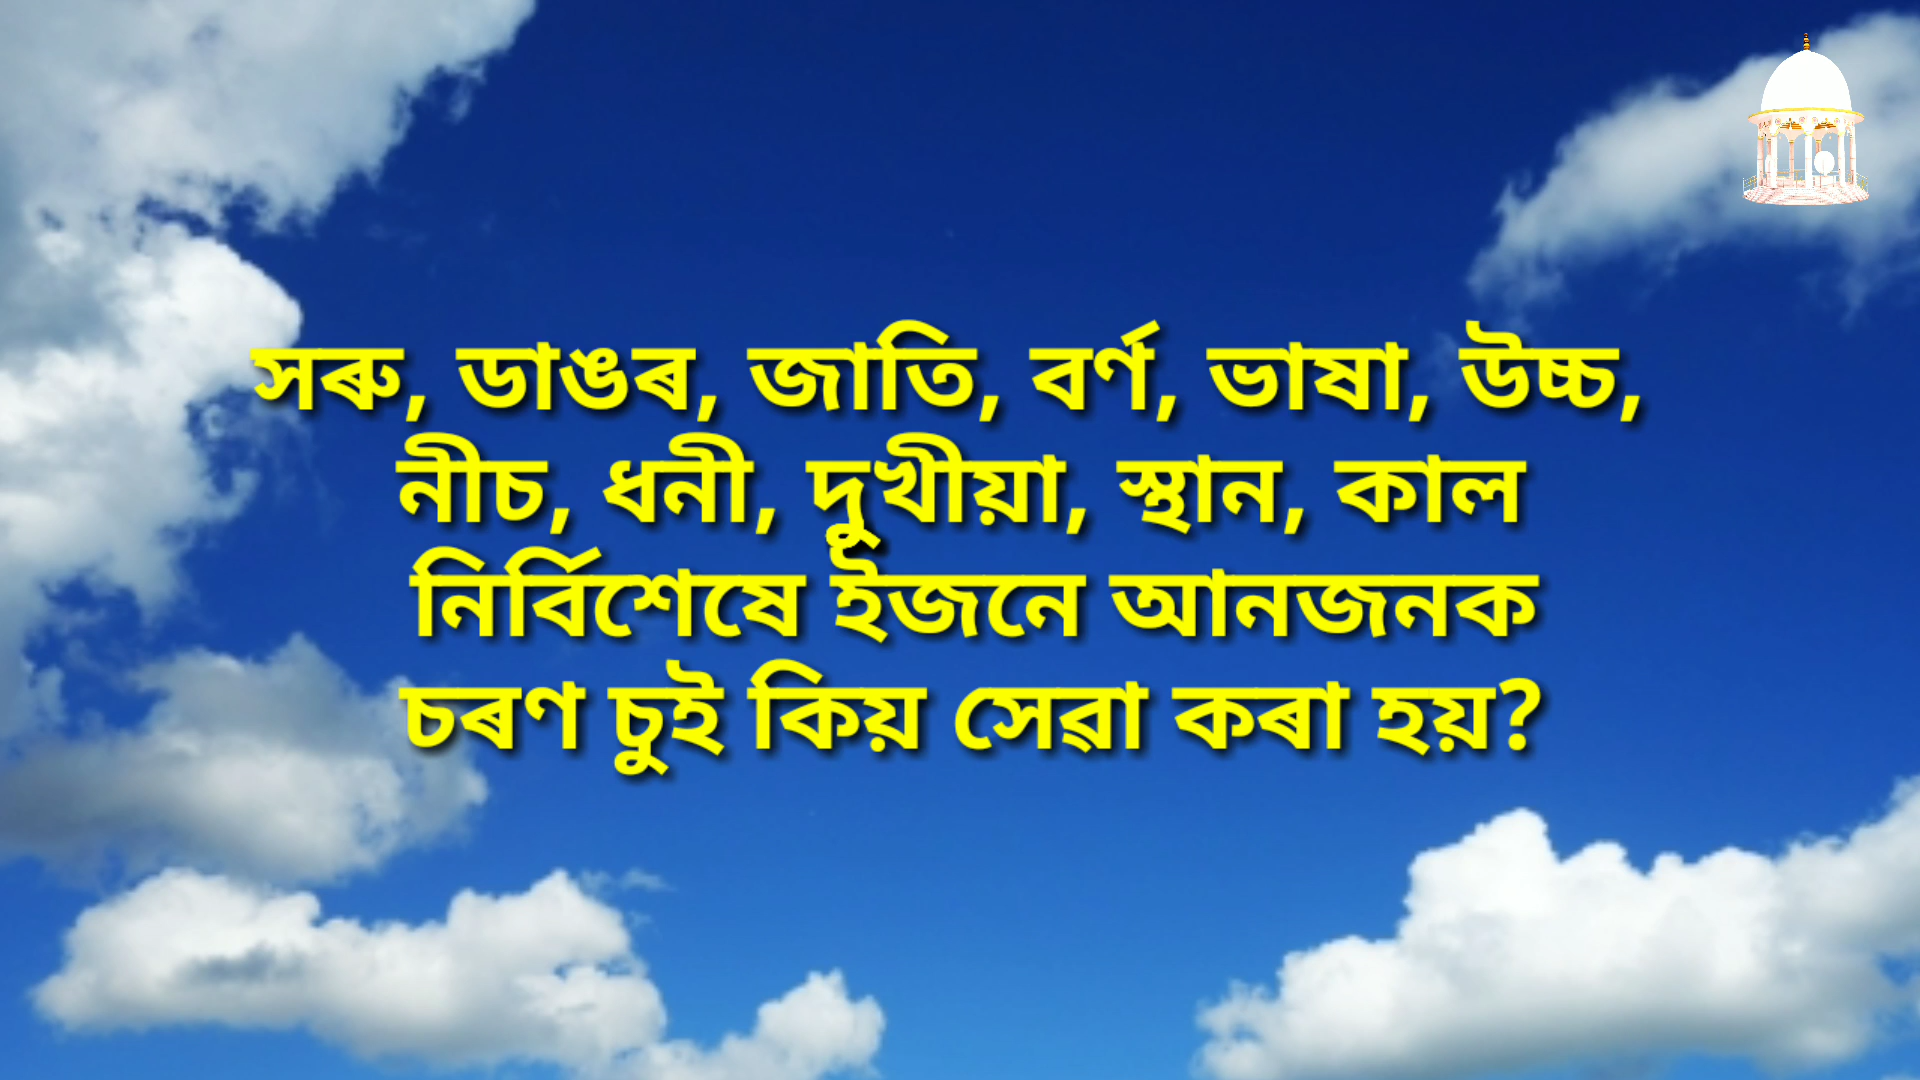 সৰু, ডাঙৰ, জাতি, বৰ্ণ, ভাষা, উচ্চ,
নীচ, ধনী, দুখীয়া, স্থান, কাল
নিৰ্বিশেষে ইজনে আনজনক
চৰণ চুই কিয় সেৱা কৰা হয়?